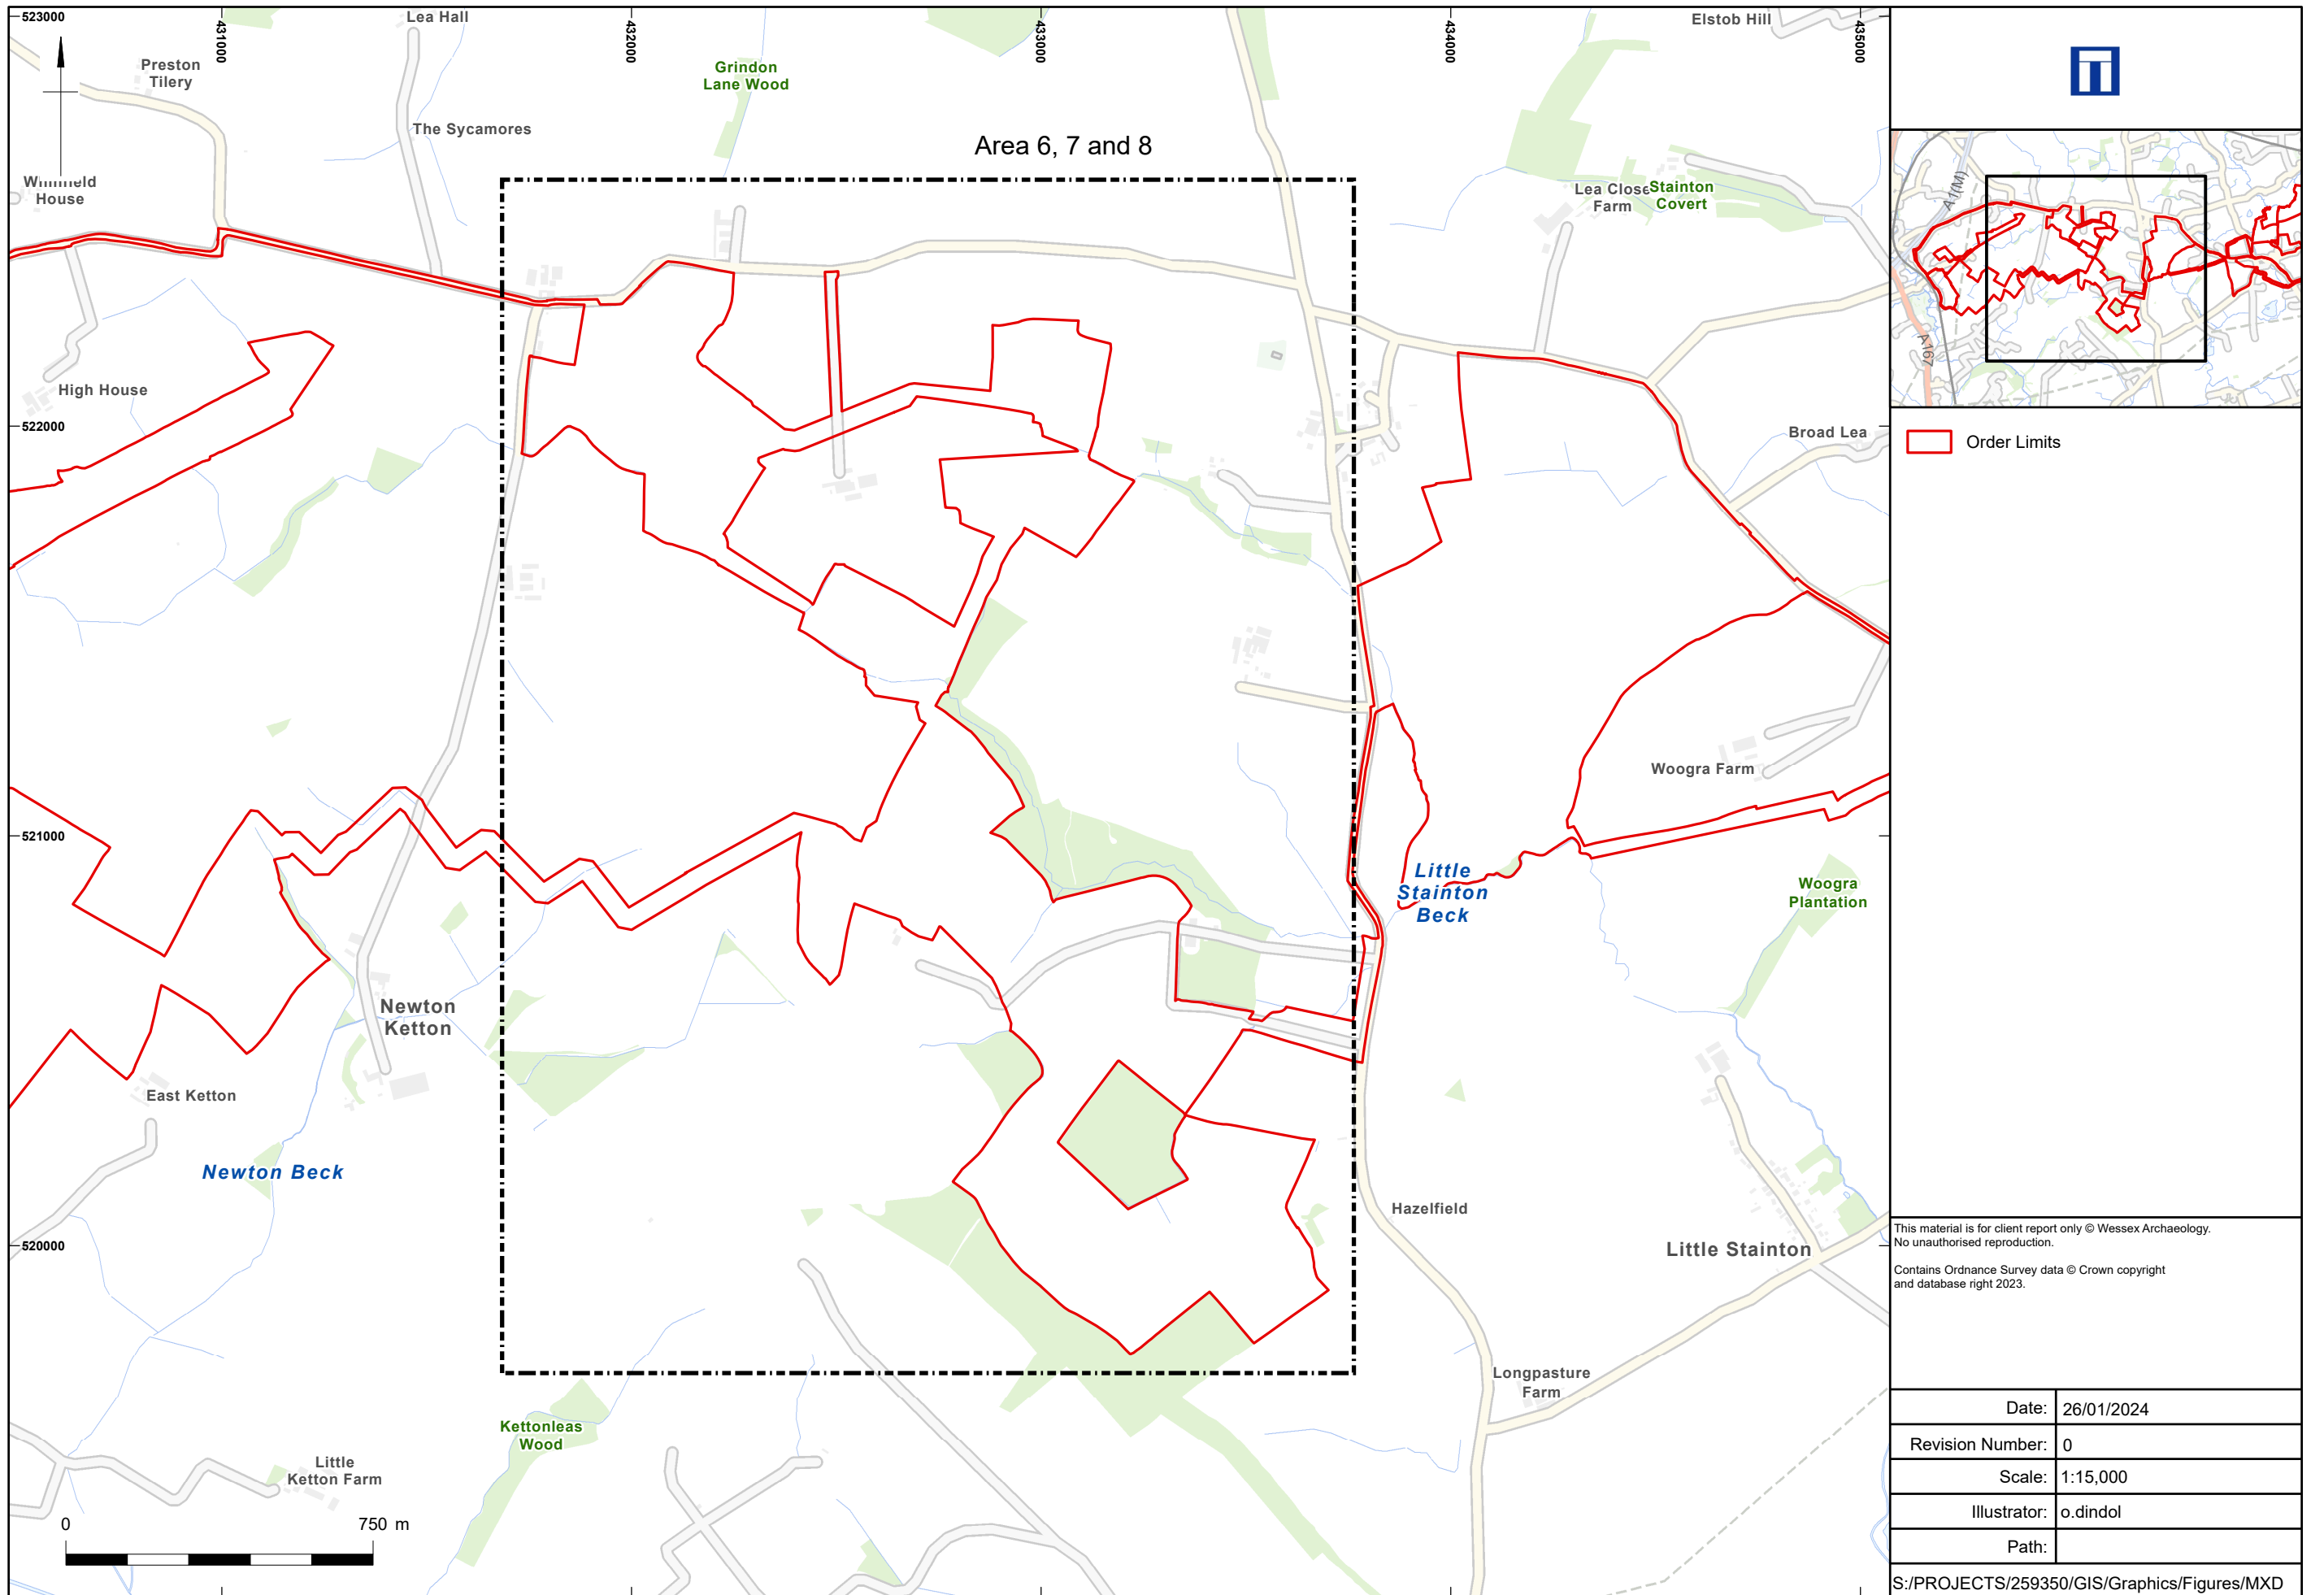 523000
431000
Lea Hall
432000
433000
434000
Elstob Hill
435000
Preston
Tilery
Grindon
Lane Wood
The Sycamores
Area 6, 7 and 8
House
Lea Close
Farm
Stainton
Covert
A1(M)
A167
High House
522000
Broad Lea
Order Limits
Woogra Farm
521000
Little
Stainton
Beck
Woogra
Plantation
Newton
Ketton
East Ketton
Newton Beck
Hazelfield
520000
Little Stainton
This material is for client report only © Wessex Archaeology.
No unauthorised reproduction.
Contains Ordnance Survey data © Crown copyright
and database right 2023.
Longpasture
Farm
Kettonleas
Wood
Little
Ketton Farm
0 750 m
Date: 26/01/2024
Revision Number: 0
Scale: 1:15,000
Illustrator: o.dindol
Path:
S:/PROJECTS/259350/GIS/Graphics/Figures/MXD